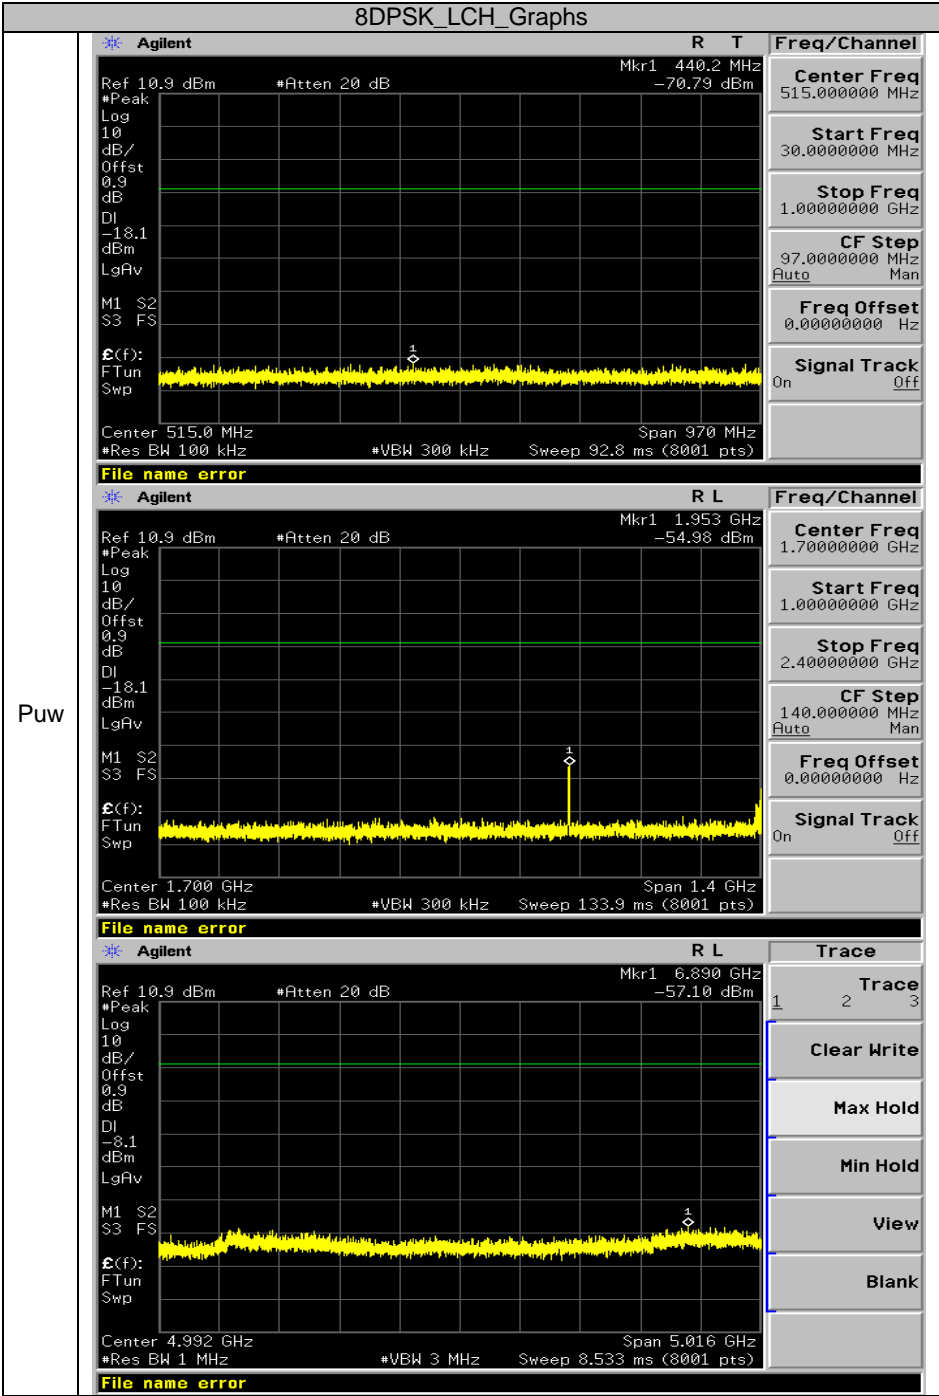 8DPSK_LCH_Graphs
Puw
Agilent R T Freq/Channel
Mkr1 440.2 MHz
Ref 10.9 dBm #Atten 20 dB -70.79 dBm
#Peak
Log
10
dB/
Offst
0.9
dB
DI
-18.1
dBm
LgAv
M1 S2
S3 FS
£(f):
FTun
Swp
1
Center 515.0 MHz Span 970 MHz
#Res BW 100 kHz #VBW 300 kHz Sweep 92.8 ms (8001 pts)
File name error
Center Freq
515.000000 MHz
Start Freq
30.0000000 MHz
Stop Freq
1.00000000 GHz
CF Step
97.0000000 MHz
Auto Man
Freq Offset
0.00000000 Hz
Signal Track
On Off
Agilent R L Freq/Channel
Mkr1 1.953 GHz
Ref 10.9 dBm #Atten 20 dB -54.98 dBm
#Peak
Log
10
dB/
Offst
0.9
dB
DI
-18.1
dBm
LgAv
M1 S2
S3 FS
£(f):
FTun
Swp
1
Center 1.700 GHz Span 1.4 GHz
#Res BW 100 kHz #VBW 300 kHz Sweep 133.9 ms (8001 pts)
File name error
Center Freq
1.70000000 GHz
Start Freq
1.00000000 GHz
Stop Freq
2.40000000 GHz
CF Step
140.000000 MHz
Auto Man
Freq Offset
0.00000000 Hz
Signal Track
On Off
Agilent R L Trace
Mkr1 6.890 GHz
Ref 10.9 dBm #Atten 20 dB -57.10 dBm
#Peak
Log
10
dB/
Offst
0.9
dB
DI
-8.1
dBm
LgAv
M1 S2
S3 FS
£(f):
FTun
Swp
1
Center 4.992 GHz Span 5.016 GHz
#Res BW 1 MHz #VBW 3 MHz Sweep 8.533 ms (8001 pts)
File name error
Trace
1 2 3
Clear Write
Max Hold
Min Hold
View
Blank